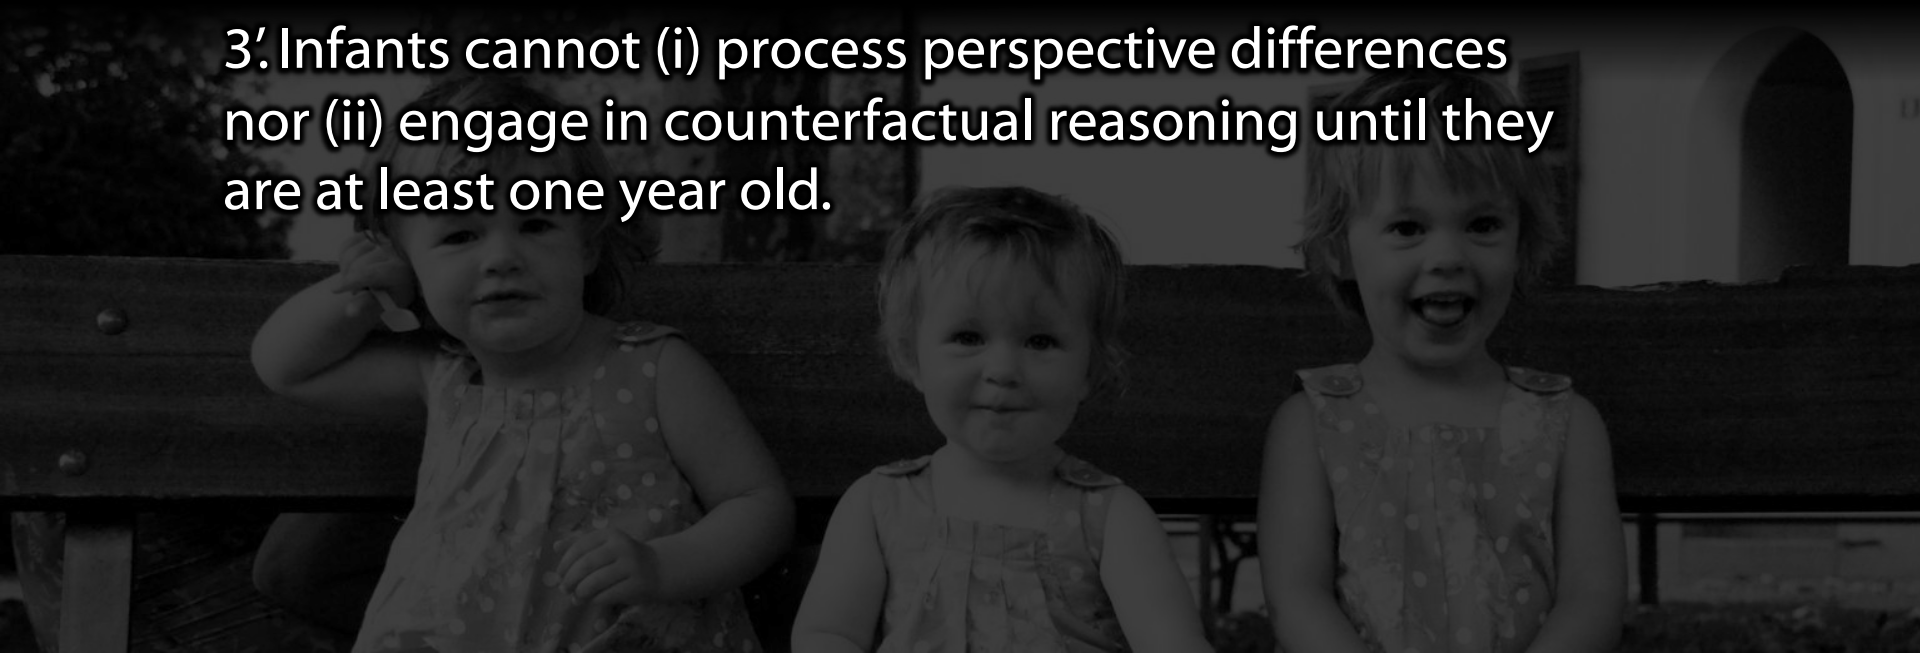 3′. Infants cannot (i) process perspective differences
nor (ii) engage in counterfactual reasoning until they
are at least one year old.